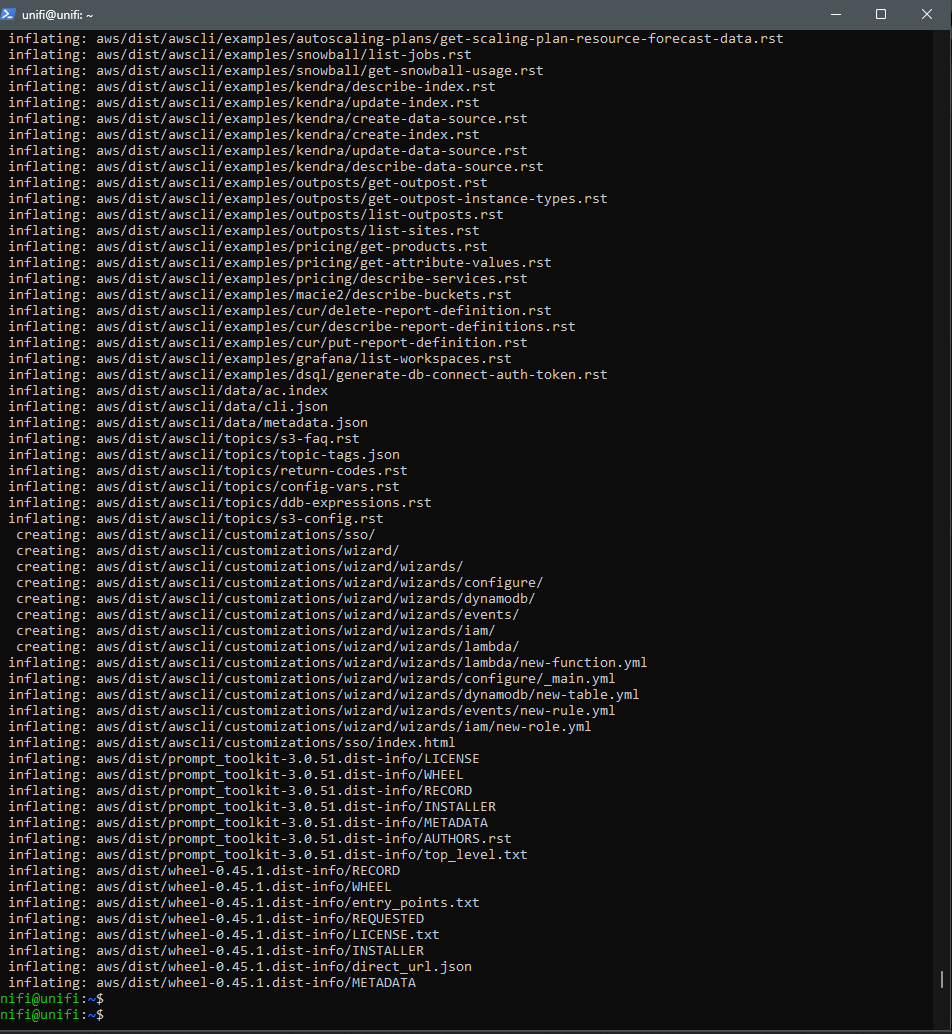 unifi@unifi: ~
inflating: aws/dist/awscli/examples/autoscaling-plans/get-scaling-plan-resource-forecast-data.rst
inflating: aws/dist/awscli/examples/snowball/list-jobs.rst
inflating: aws/dist/awscli/examples/snowball/get-snowball-usage.rst
inflating: aws/dist/awscli/examples/kendra/describe-index.rst
inflating: aws/dist/awscli/examples/kendra/update-index.rst
inflating: aws/dist/awscli/examples/kendra/create-data-source.rst
inflating: aws/dist/awscli/examples/kendra/create-index.rst
inflating: aws/dist/awscli/examples/kendra/update-data-source.rst
inflating: aws/dist/awscli/examples/kendra/describe-data-source.rst
inflating: aws/dist/awscli/examples/outposts/get-outpost.rst
inflating: aws/dist/awscli/examples/outposts/get-outpost-instance-types.rst
inflating: aws/dist/awscli/examples/outposts/list-outposts.rst
inflating: aws/dist/awscli/examples/outposts/list-sites.rst
inflating: aws/dist/awscli/examples/pricing/get-products.rst
inflating: aws/dist/awscli/examples/pricing/get-attribute-values.rst
inflating: aws/dist/awscli/examples/pricing/describe-services.rst
inflating: aws/dist/awscli/examples/macie2/describe-buckets.rst
inflating: aws/dist/awscli/examples/cur/delete-report-definition.rst
inflating: aws/dist/awscli/examples/cur/describe-report-definitions.rst
inflating: aws/dist/awscli/examples/cur/put-report-definition.rst
inflating: aws/dist/awscli/examples/grafana/list-workspaces.rst
inflating: aws/dist/awscli/examples/dsql/generate-db-connect-auth-token.rst
inflating: aws/dist/awscli/data/ac.index
inflating: aws/dist/awscli/data/cli.json
inflating: aws/dist/awscli/data/metadata.json
inflating: aws/dist/awscli/topics/s3-faq.rst
inflating: aws/dist/awscli/topics/topic-tags.json
inflating: aws/dist/awscli/topics/return-codes.rst
inflating: aws/dist/awscli/topics/config-vars.rst
inflating: aws/dist/awscli/topics/ddb-expressions.rst
inflating: aws/dist/awscli/topics/s3-config.rst
creating: aws/dist/awscli/customizations/sso/
creating: aws/dist/awscli/customizations/wizard/
creating: aws/dist/awscli/customizations/wizard/wizards/
creating: aws/dist/awscli/customizations/wizard/wizards/configure/
creating: aws/dist/awscli/customizations/wizard/wizards/dynamodb/
creating: aws/dist/awscli/customizations/wizard/wizards/events/
creating: aws/dist/awscli/customizations/wizard/wizards/iam/
creating: aws/dist/awscli/customizations/wizard/wizards/lambda/
inflating: aws/dist/awscli/customizations/wizard/wizards/lambda/new-function.yml
inflating: aws/dist/awscli/customizations/wizard/wizards/configure/_main.yml
inflating: aws/dist/awscli/customizations/wizard/wizards/dynamodb/new-table.yml
inflating: aws/dist/awscli/customizations/wizard/wizards/events/new-rule.yml
inflating: aws/dist/awscli/customizations/wizard/wizards/iam/new-role.yml
inflating: aws/dist/awscli/customizations/sso/index.html
inflating: aws/dist/prompt_toolkit-3.0.51.dist-info/LICENSE
inflating: aws/dist/prompt_toolkit-3.0.51.dist-info/WHEEL
inflating: aws/dist/prompt_toolkit-3.0.51.dist-info/RECORD
inflating: aws/dist/prompt_toolkit-3.0.51.dist-info/INSTALLER
inflating: aws/dist/prompt_toolkit-3.0.51.dist-info/METADATA
inflating: aws/dist/prompt_toolkit-3.0.51.dist-info/AUTHORS.rst
inflating: aws/dist/prompt_toolkit-3.0.51.dist-info/top_level.txt
inflating: aws/dist/wheel-0.45.1.dist-info/RECORD
inflating: aws/dist/wheel-0.45.1.dist-info/WHEEL
inflating: aws/dist/wheel-0.45.1.dist-info/entry_points.txt
inflating: aws/dist/wheel-0.45.1.dist-info/REQUESTED
inflating: aws/dist/wheel-0.45.1.dist-info/LICENSE.txt
inflating: aws/dist/wheel-0.45.1.dist-info/INSTALLER
inflating: aws/dist/wheel-0.45.1.dist-info/direct_url.json
inflating: aws/dist/wheel-0.45.1.dist-info/METADATA
nifi@unifi:~$
nifi@unifi:~$